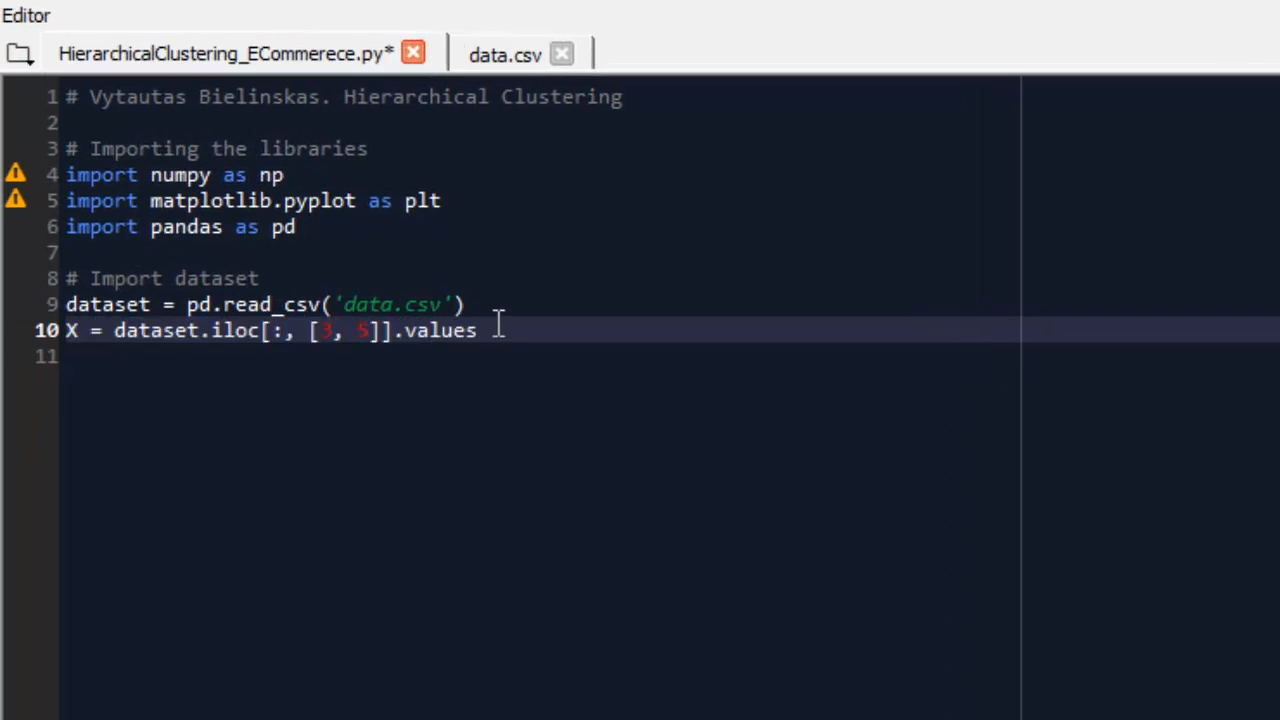 Editor
HierarchicalClustering_ECommerece.py* data.csv
1 # Vytautas Bielinskas. Hierarchical Clustering
2
3 # Importing the libraries
4 import numpy as np
5 import matplotlib.pyplot as plt
6 import pandas as pd
7
8 # Import dataset
9 dataset = pd.read_csv('data.csv')
10 X = dataset.iloc[:, [3, 5]].values
11